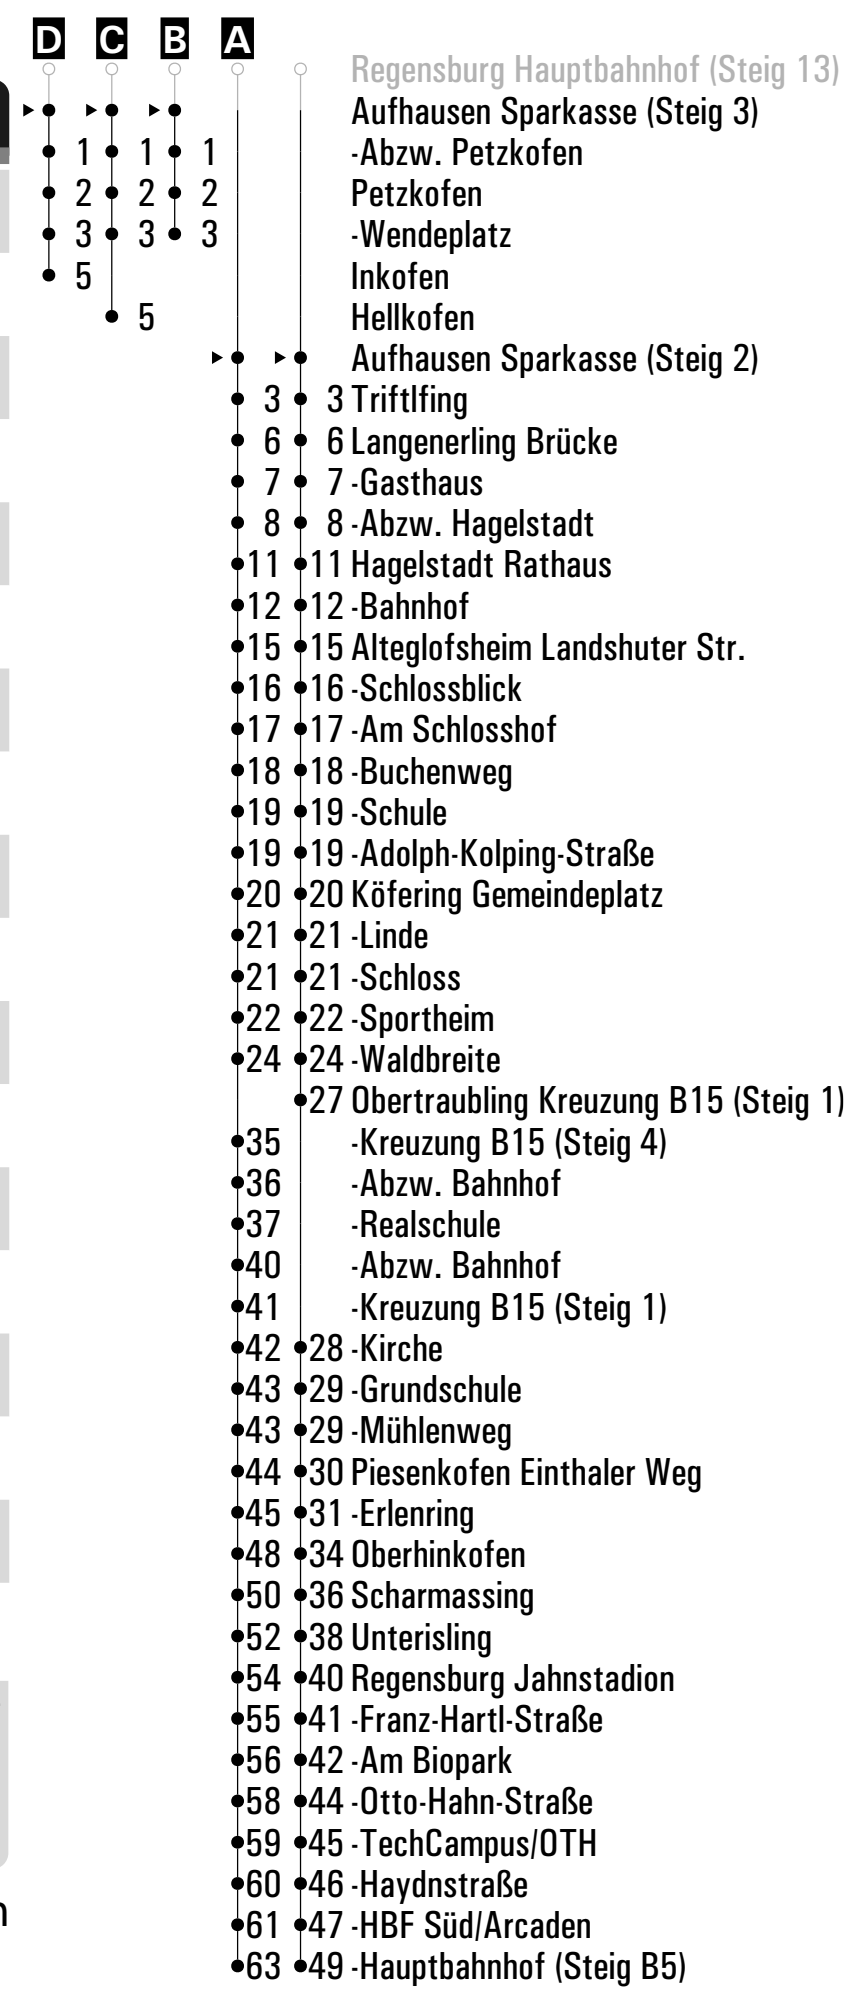 D C B A
Regensburg Hauptbahnhof (Steig 13)
Aufhausen Sparkasse (Steig 3)
1 1 1 -Abzw. Petzkofen
2 2 2 Petzkofen
3 3 3 -Wendeplatz
5 Inkofen
5 Hellkofen
Aufhausen Sparkasse (Steig 2)
3 3 Triftlfing
6 6 Langenerling Brücke
7 7 -Gasthaus
8 8 -Abzw. Hagelstadt
11 11 Hagelstadt Rathaus
12 12 -Bahnhof
15 15 Alteglofsheim Landshuter Str.
16 16 -Schlossblick
17 17 -Am Schlosshof
18 18 -Buchenweg
19 19 -Schule
19 19 -Adolph-Kolping-Straße
20 20 Köfering Gemeindeplatz
21 21 -Linde
21 21 -Schloss
22 22 -Sportheim
24 24 -Waldbreite
27 Obertraubling Kreuzung B15 (Steig 1)
35 -Kreuzung B15 (Steig 4)
36 -Abzw. Bahnhof
37 -Realschule
40 -Abzw. Bahnhof
41 -Kreuzung B15 (Steig 1)
42 28 -Kirche
43 29 -Grundschule
43 29 -Mühlenweg
44 30 Piesenkofen Einthaler Weg
45 31 -Erlenring
48 34 Oberhinkofen
50 36 Scharmassing
52 38 Unterisling
54 40 Regensburg Jahnstadion
55 41 -Franz-Hartl-Straße
56 42 -Am Biopark
58 44 -Otto-Hahn-Straße
59 45 -TechCampus/OTH
60 46 -Haydnstraße
61 47 -HBF Süd/Arcaden
63 49 -Hauptbahnhof (Steig B5)